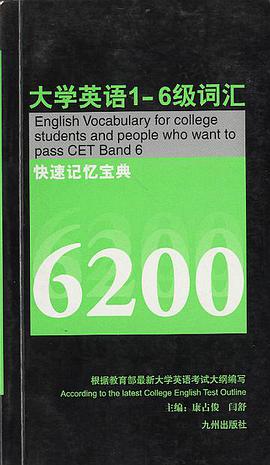 大学英语1-6级词汇
English Vocabulary for college
students and people who want to
pass CET Band 6
快速记忆宝典
6200
根据教育部最新大学英语考试大纲编写
According to the latest College English Test Outline
主编：康占俊 闫舒
九州出版社